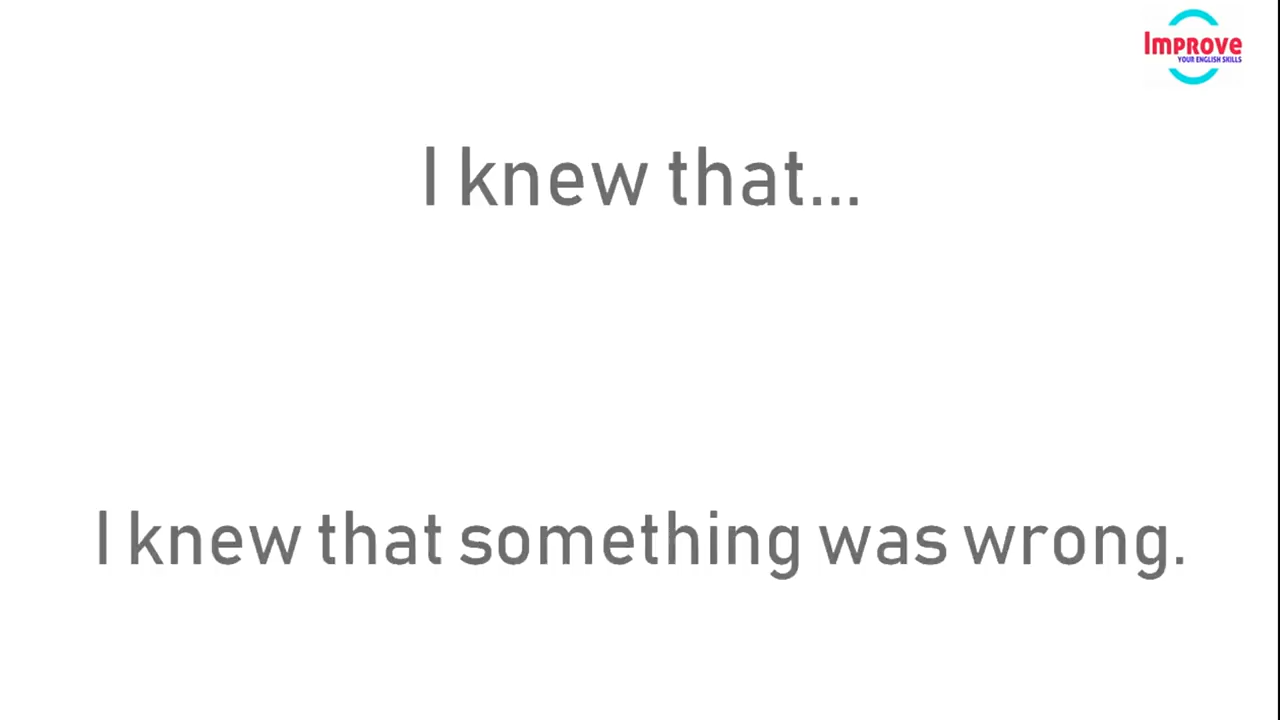 Improve
YOUR ENGLISH SKILLS
I knew that...
I knew that something was wrong.